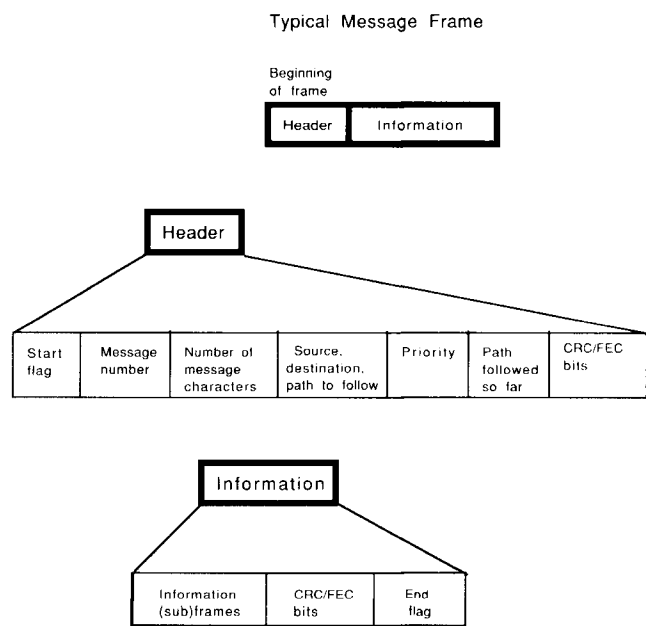 Typical Message Frame
Beginning
of frame
Header
Information
Header
Start
flag
Message
number
Number of
message
characters
Source,
destination,
path to follow
Priority
Path
followed
so far
CRC/FEC
bits
Information
Information
(sub)frames
CRC/FEC
bits
End
flag